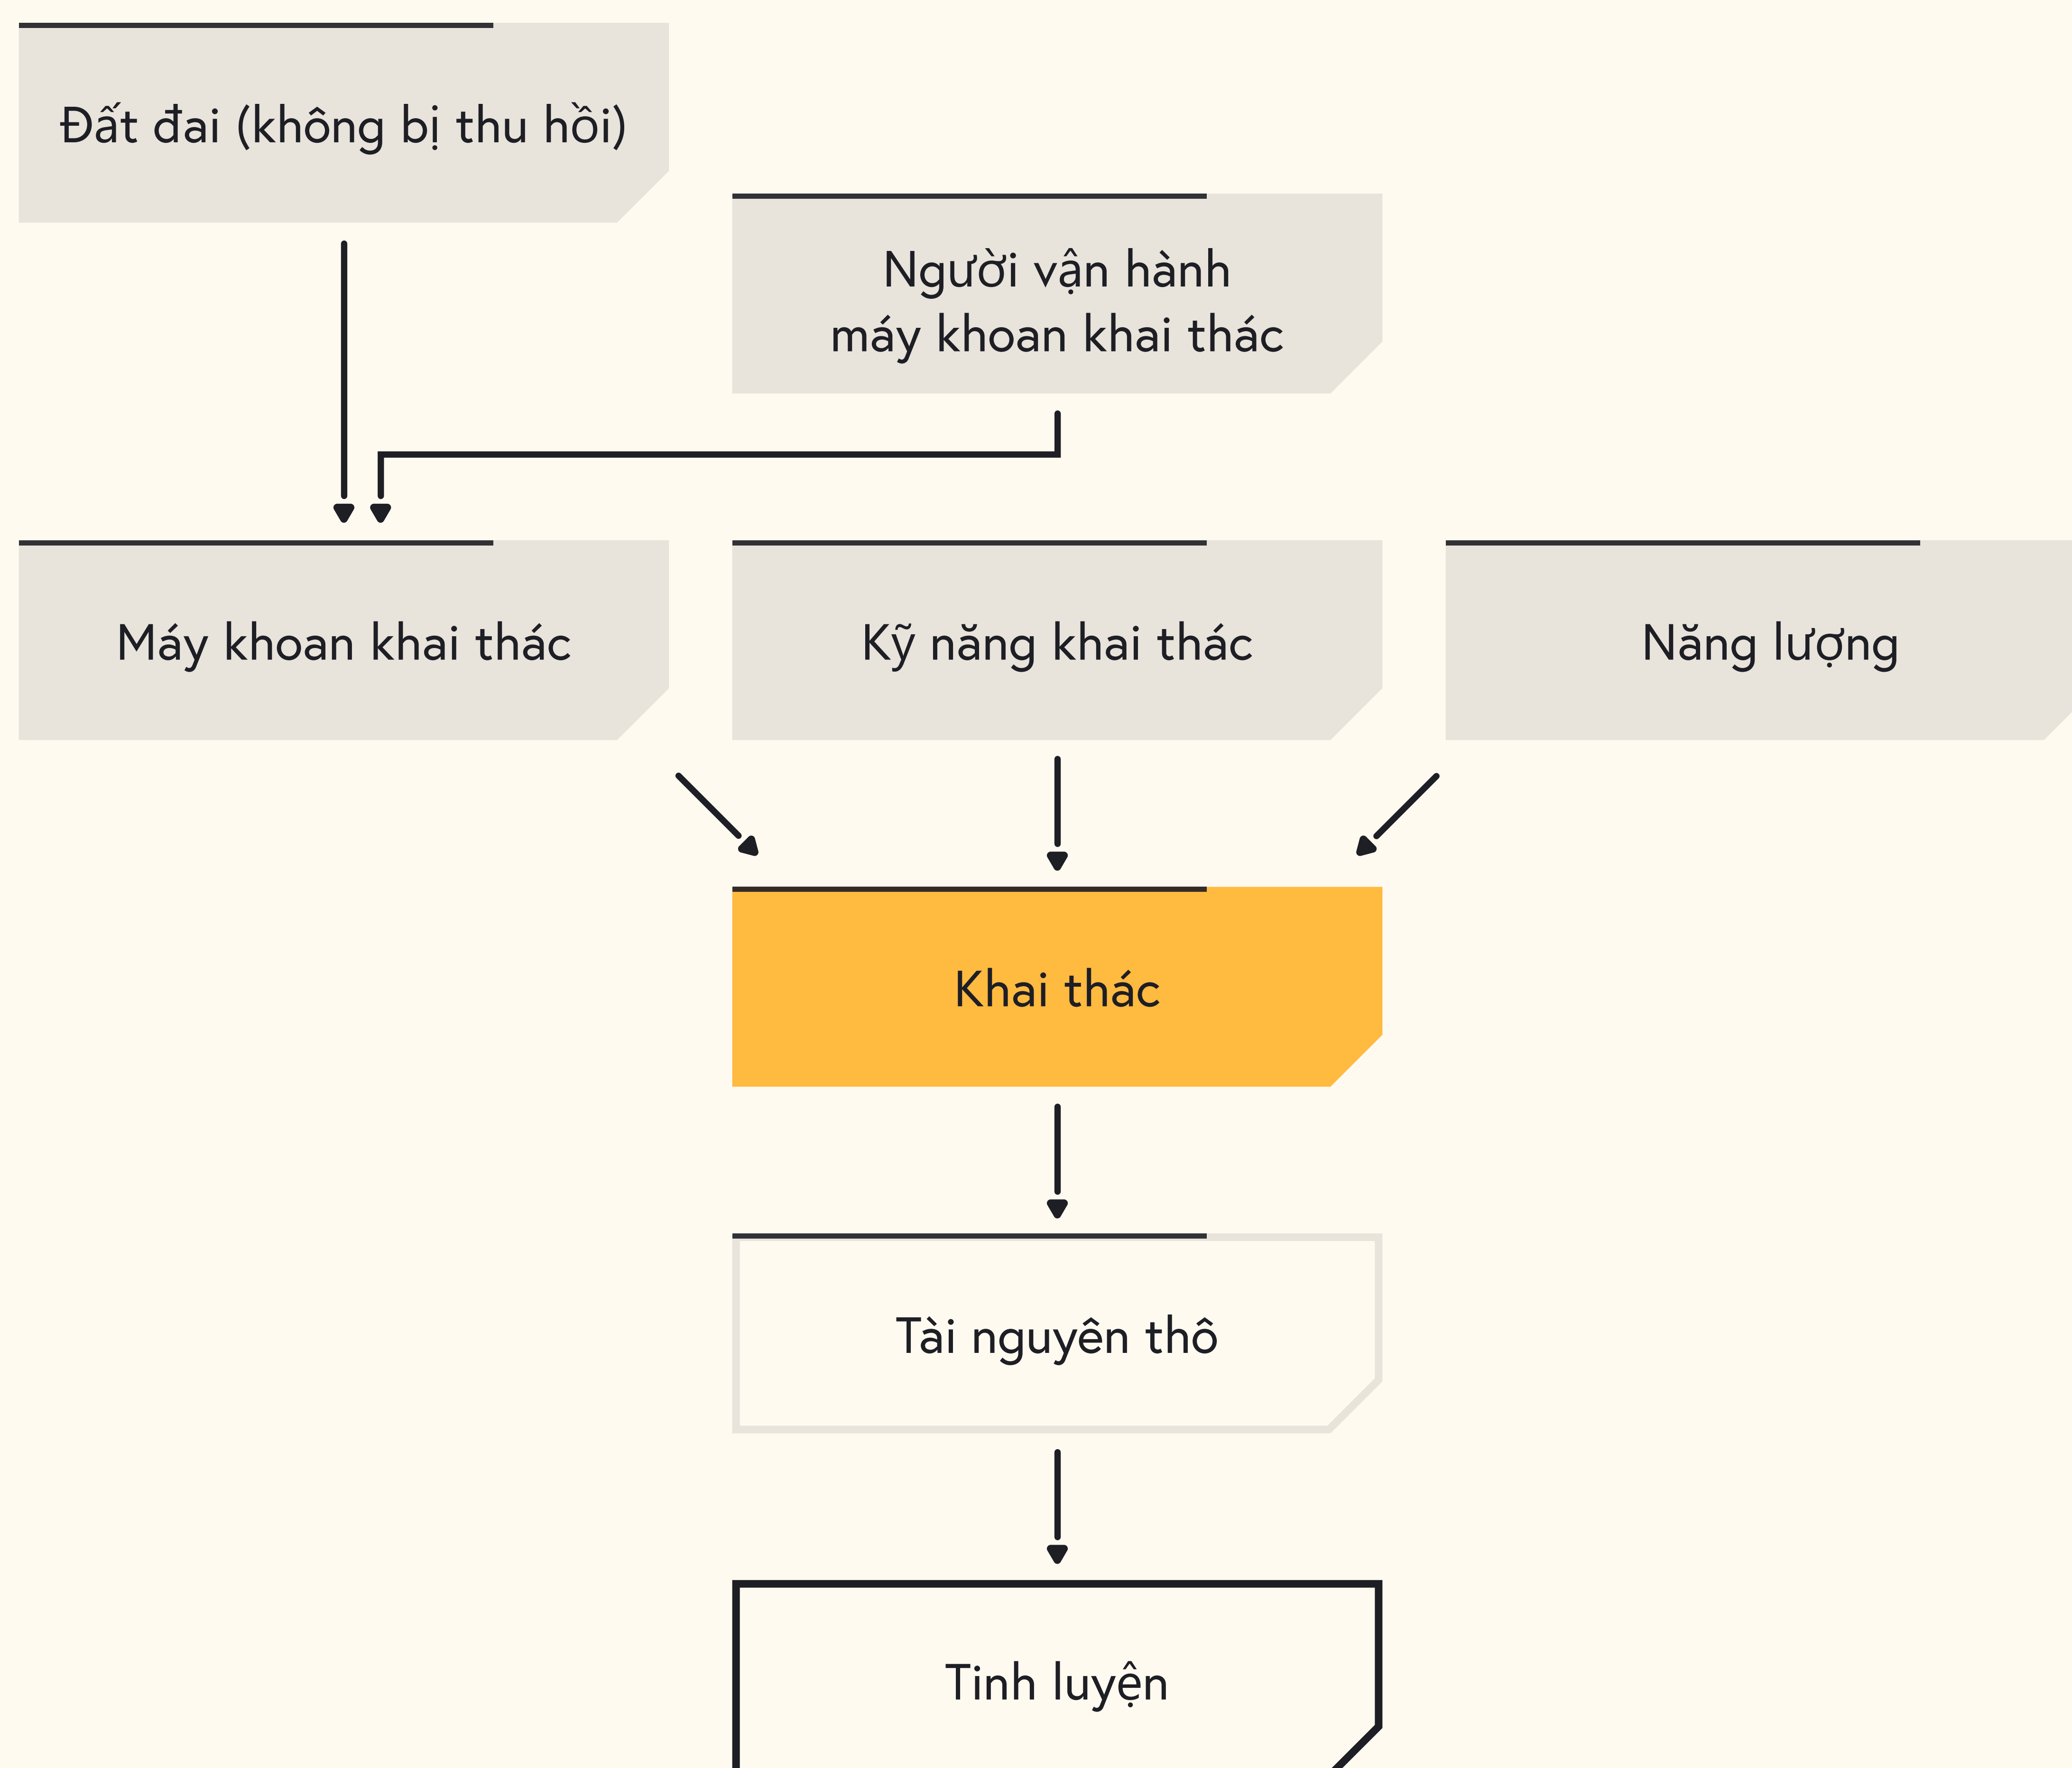 Đất đai (không bị thu hồi)
Người vận hành
máy khoan khai thác
Máy khoan khai thác
Kỹ năng khai thác
Năng lượng
Khai thác
Tài nguyên thô
Tinh luyện